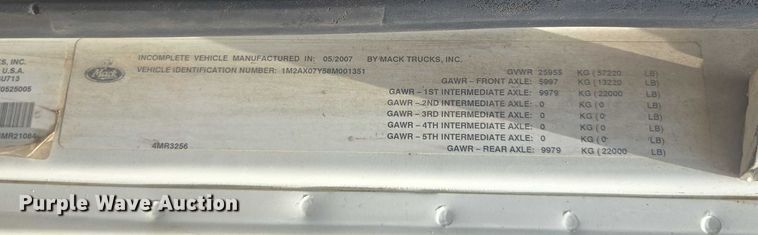 KS, INC.
U.S.A.
U713
0525005
MR21084
Mack
INCOMPLETE VEHICLE MANUFACTURED IN: 05/2007 BY MACK TRUCKS, INC.
VEHICLE IDENTIFICATION NUMBER: 1M2AX07Y58M001351
GVWR 25955 KG ( 57220 LB)
GAWR – FRONT AXLE: 5997 KG ( 13220 LB)
GAWR – 1ST INTERMEDIATE AXLE: 9979 KG ( 22000 LB)
GAWR – 2ND INTERMEDIATE AXLE: 0 KG ( 0 LB)
GAWR – 3RD INTERMEDIATE AXLE: 0 KG ( 0 LB)
GAWR – 4TH INTERMEDIATE AXLE: 0 KG ( 0 LB)
GAWR – 5TH INTERMEDIATE AXLE: 0 KG ( 0 LB)
GAWR – REAR AXLE: 9979 KG ( 22000 LB)
4MR3256
Purple Wave Auction